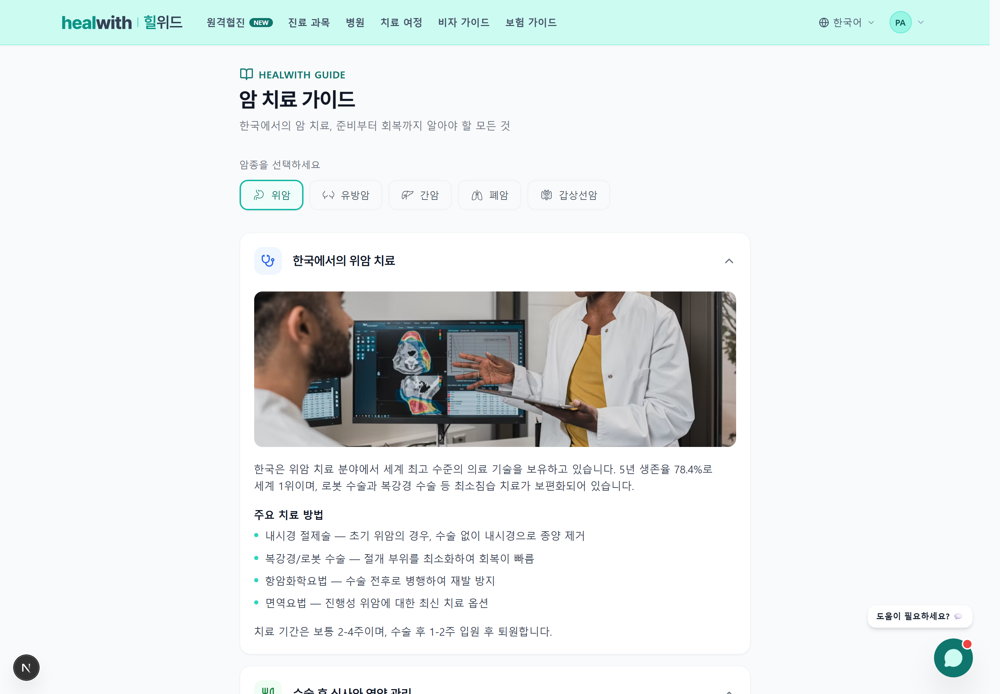 healwith | 힐위드
원격협진 NEW 진료 과목 병원 치료 여정 비자 가이드 보험 가이드 한국어 PA
HEALWITH GUIDE
암 치료 가이드
한국에서의 암 치료, 준비부터 회복까지 알아야 할 모든 것
암종을 선택하세요
위암 유방암 간암 폐암 갑상선암
한국에서의 위암 치료
ACCURAY
한국은 위암 치료 분야에서 세계 최고 수준의 의료 기술을 보유하고 있습니다. 5년 생존율 78.4%로
세계 1위이며, 로봇 수술과 복강경 수술 등 최소침습 치료가 보편화되어 있습니다.
주요 치료 방법
내시경 절제술 — 초기 위암의 경우, 수술 없이 내시경으로 종양 제거
복강경/로봇 수술 — 절개 부위를 최소화하여 회복이 빠름
항암화학요법 — 수술 전후로 병행하여 재발 방지
면역요법 — 진행성 위암에 대한 최신 치료 옵션
치료 기간은 보통 2-4주이며, 수술 후 1-2주 입원 후 퇴원합니다.
도움이 필요하세요?
N
수술 후 식사와 영양 관리